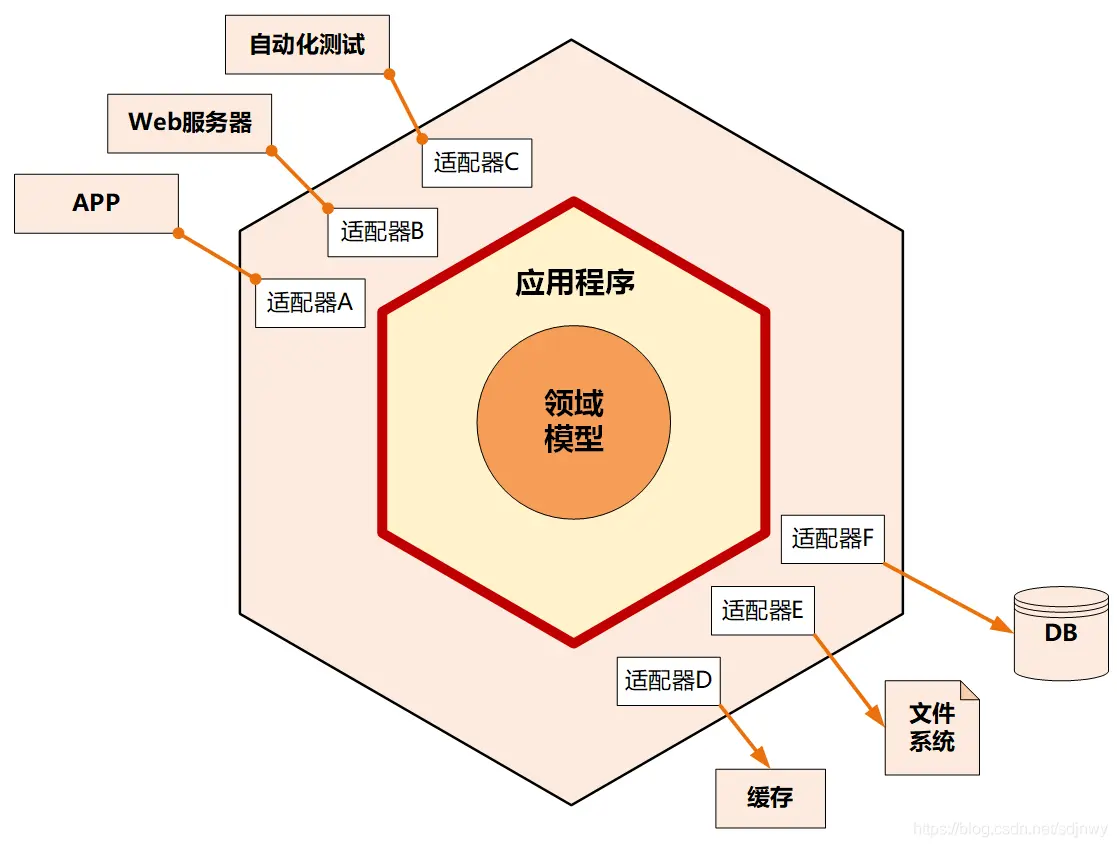 自动化测试
Web服务器
适配器C
APP
适配器B
应用程序
适配器A
领域
模型
适配器F
适配器E
DB
适配器D
文件
系统
缓存
https://blog.csdn.net/sdjnwy